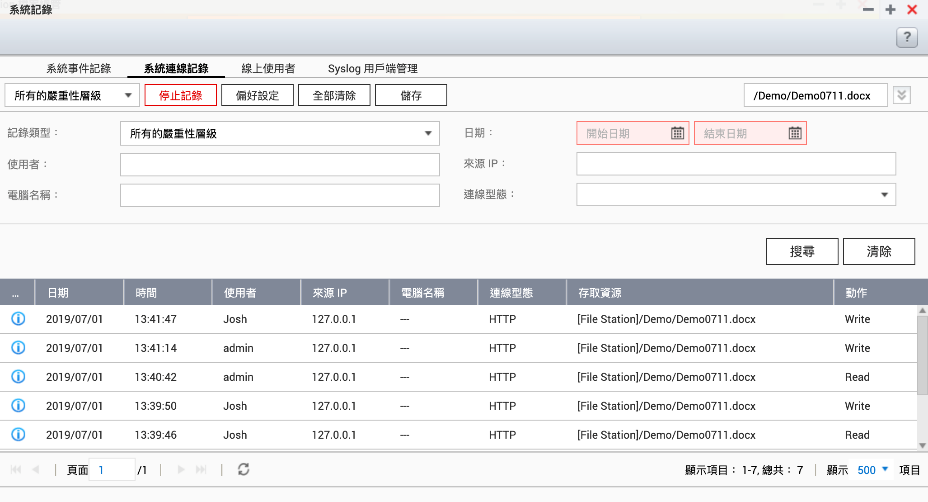 系統記錄
?
系統事件記錄 系統連線記錄 線上使用者 Syslog 用戶端管理
所有的嚴重性層級 停止記錄 偏好設定 全部清除 儲存 /Demo/Demo0711.docx
記錄類型： 所有的嚴重性層級 日期： 開始日期 結束日期
使用者： 來源 IP：
電腦名稱： 連線型態：
搜尋 清除
... 日期 時間 使用者 來源 IP 電腦名稱 連線型態 存取資源 動作
2019/07/01 13:41:47 Josh 127.0.0.1 --- HTTP [File Station]/Demo/Demo0711.docx Write
2019/07/01 13:41:14 admin 127.0.0.1 --- HTTP [File Station]/Demo/Demo0711.docx Write
2019/07/01 13:40:42 admin 127.0.0.1 --- HTTP [File Station]/Demo/Demo0711.docx Read
2019/07/01 13:39:50 Josh 127.0.0.1 --- HTTP [File Station]/Demo/Demo0711.docx Write
2019/07/01 13:39:46 Josh 127.0.0.1 --- HTTP [File Station]/Demo/Demo0711.docx Read
頁面 1 /1 顯示項目： 1-7, 總共： 7 顯示 500 項目